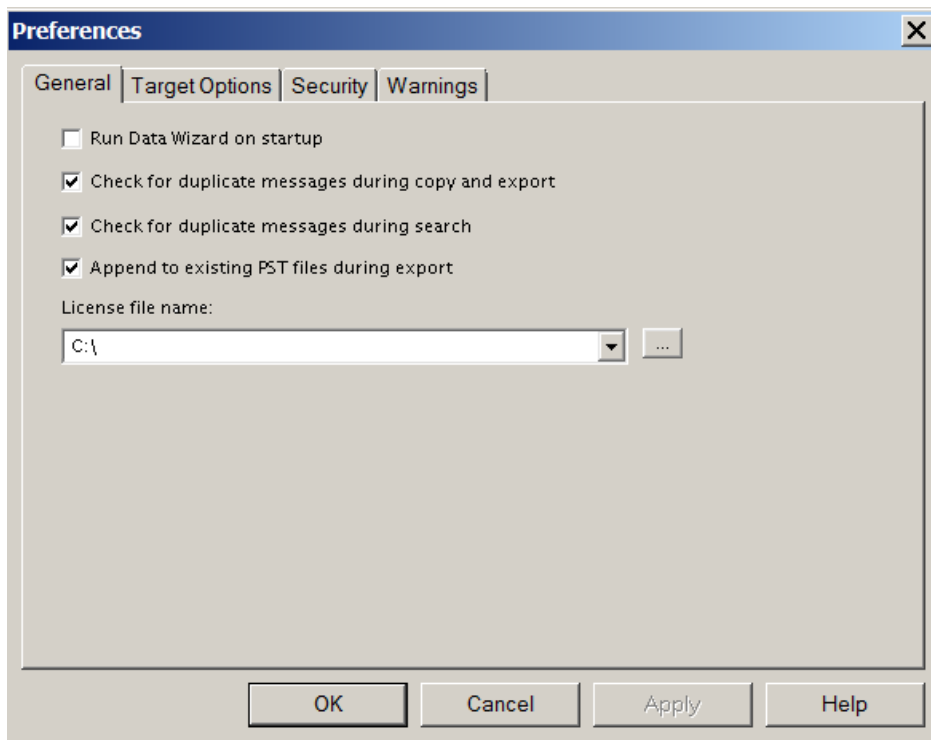 Preferences
General Target Options Security Warnings
Run Data Wizard on startup
Check for duplicate messages during copy and export
Check for duplicate messages during search
Append to existing PST files during export
License file name:
C:\
...
OK Cancel Apply Help